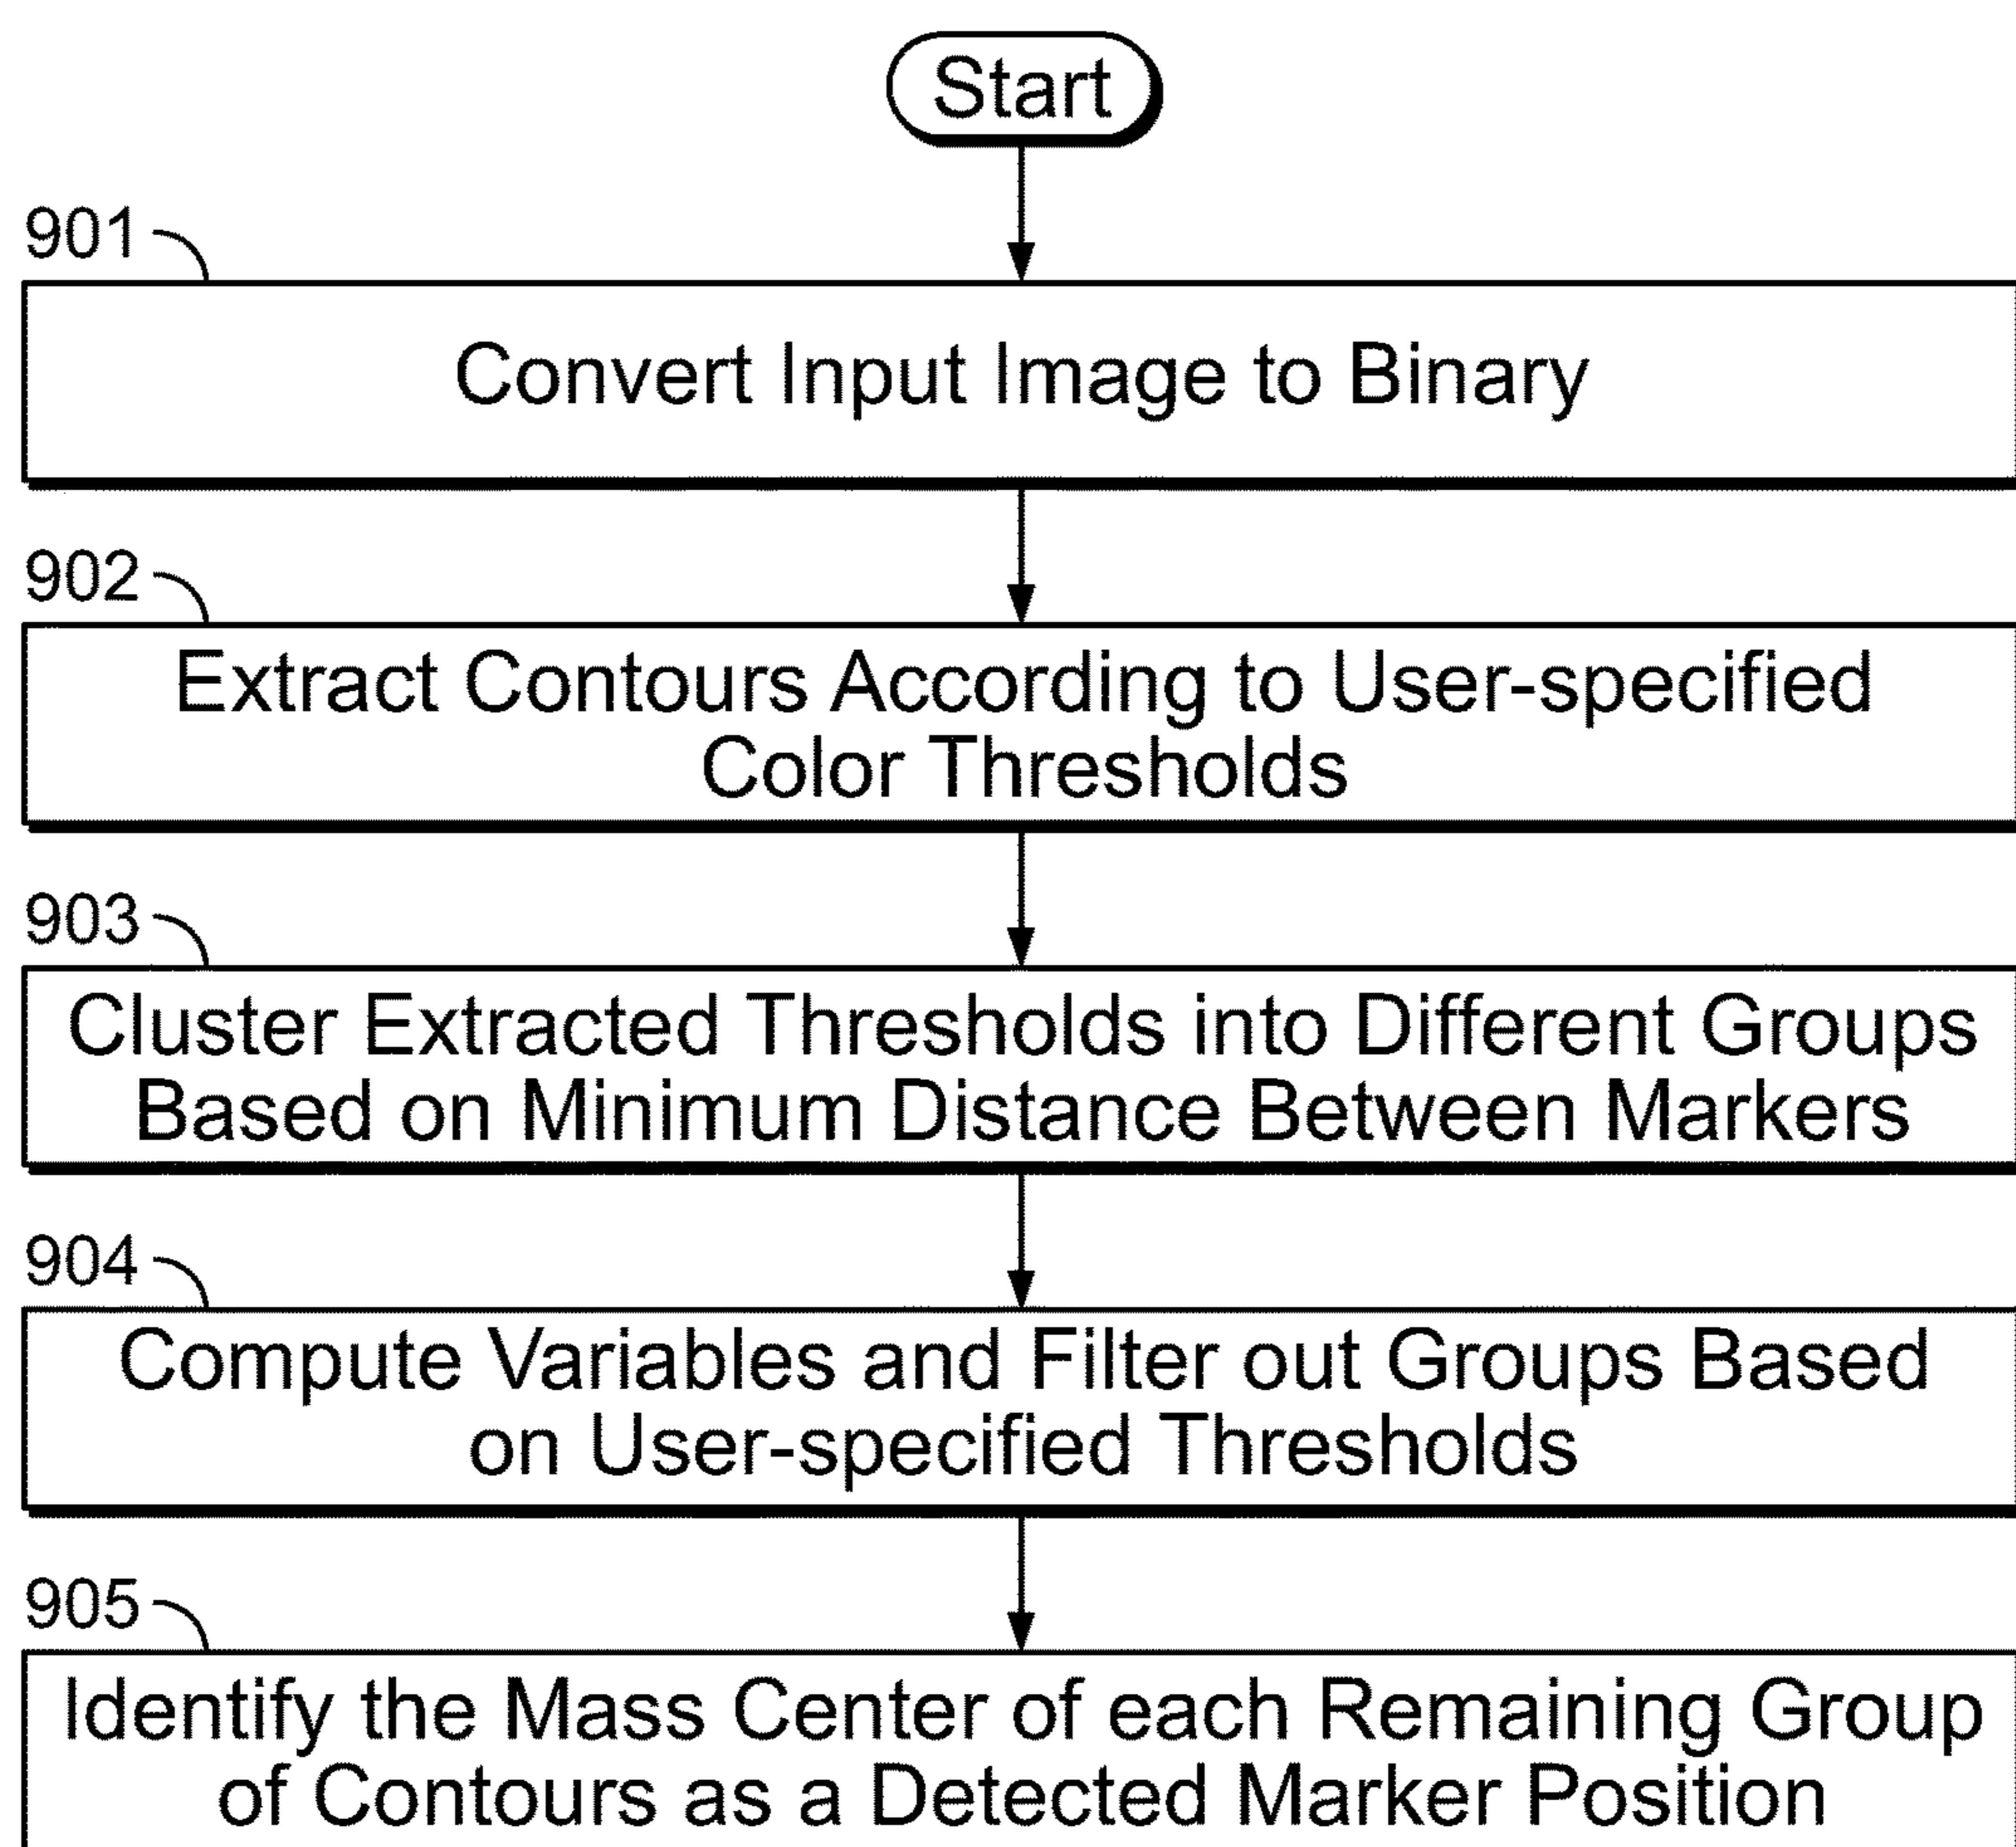 Start
901
Convert Input Image to Binary
902
Extract Contours According to User-specified
Color Thresholds
903
Cluster Extracted Thresholds into Different Groups
Based on Minimum Distance Between Markers
904
Compute Variables and Filter out Groups Based
on User-specified Thresholds
905
Identify the Mass Center of each Remaining Group
of Contours as a Detected Marker Position